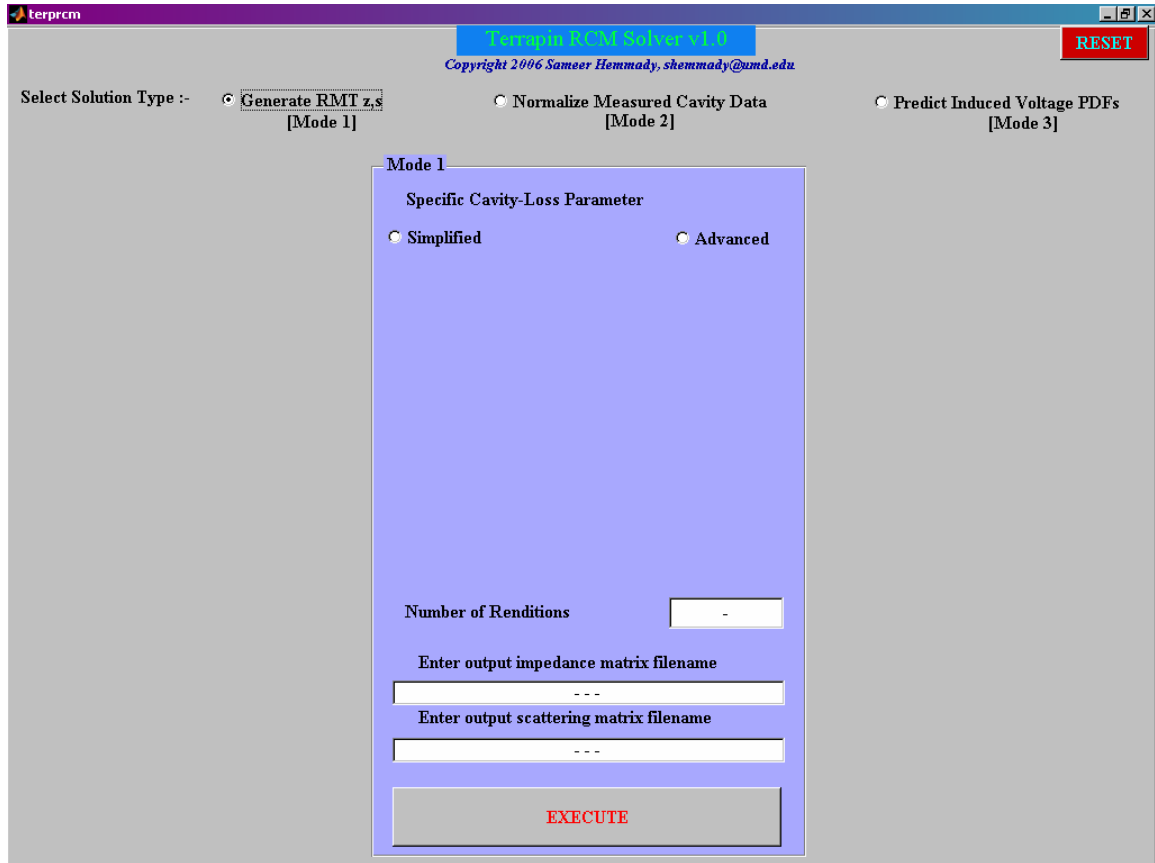 terprcm
Terrapin RCM Solver v1.0
RESET
Copyright 2006 Sameer Hemmady, shemmady@umd.edu
Select Solution Type :-
Generate RMT z,s
[Mode 1]
Normalize Measured Cavity Data
[Mode 2]
Predict Induced Voltage PDFs
[Mode 3]
Mode 1
Specific Cavity-Loss Parameter
Simplified
Advanced
Number of Renditions
-
Enter output impedance matrix filename
- - -
Enter output scattering matrix filename
- - -
EXECUTE